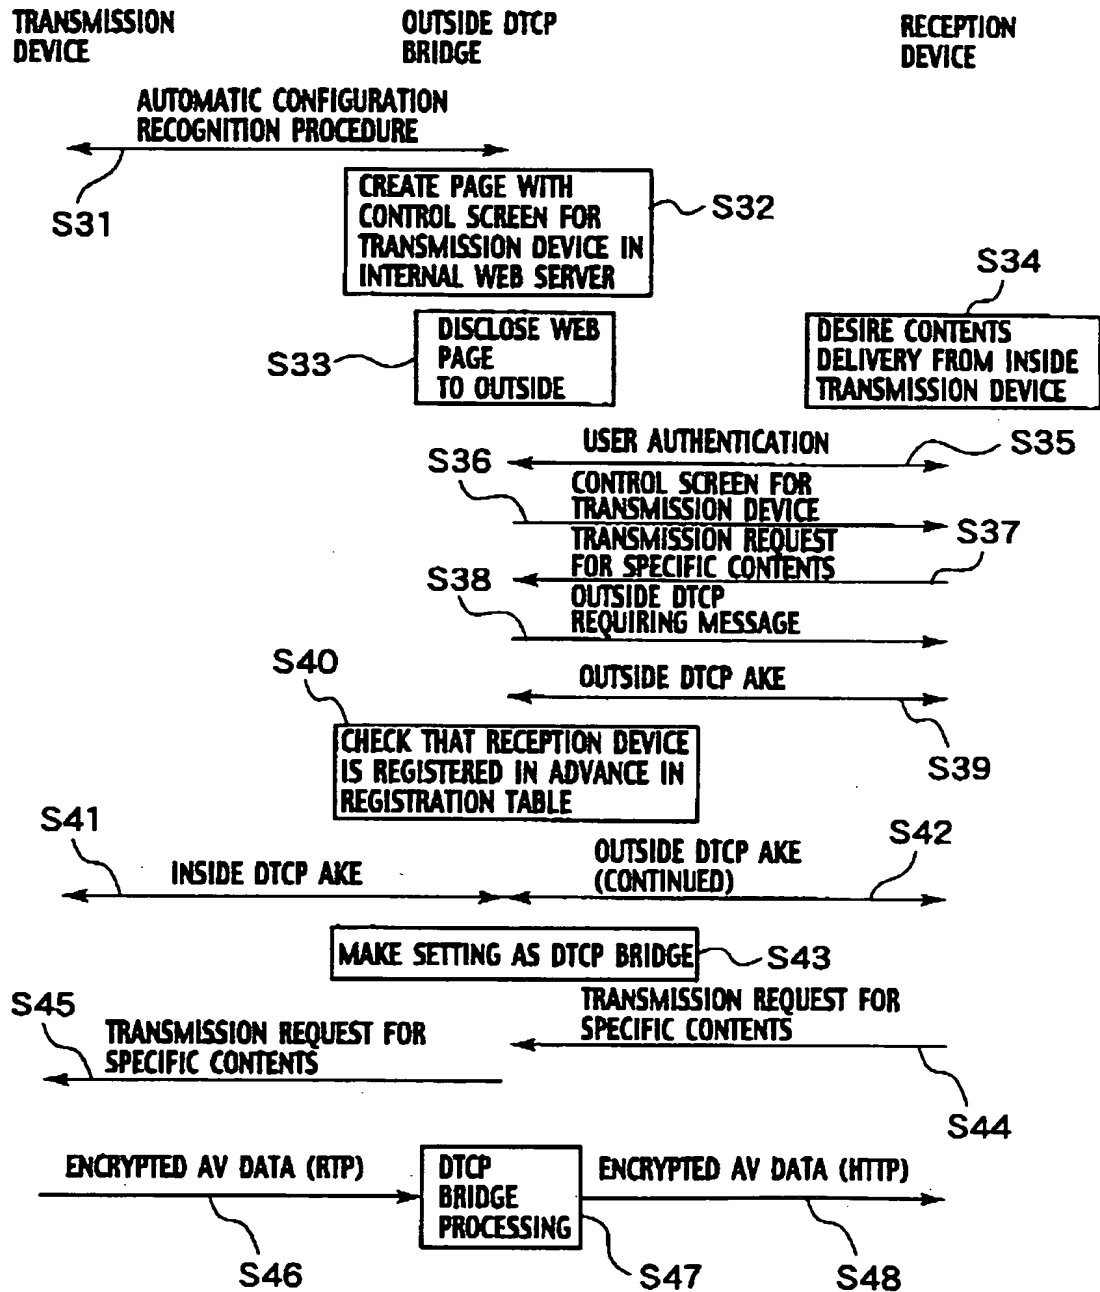 TRANSMISSION
DEVICE
OUTSIDE DTCP
BRIDGE
RECEPTION
DEVICE
AUTOMATIC CONFIGURATION
RECOGNITION PROCEDURE
S31
CREATE PAGE WITH
CONTROL SCREEN FOR
TRANSMISSION DEVICE IN
INTERNAL WEB SERVER
S32
S34
DISCLOSE WEB
PAGE
TO OUTSIDE
S33
DESIRE CONTENTS
DELIVERY FROM INSIDE
TRANSMISSION DEVICE
USER AUTHENTICATION
S35
S36
CONTROL SCREEN FOR
TRANSMISSION DEVICE
TRANSMISSION REQUEST
FOR SPECIFIC CONTENTS
S37
S38
OUTSIDE DTCP
REQUIRING MESSAGE
OUTSIDE DTCP AKE
S39
S40
CHECK THAT RECEPTION DEVICE
IS REGISTERED IN ADVANCE IN
REGISTRATION TABLE
S41
INSIDE DTCP AKE
OUTSIDE DTCP AKE
(CONTINUED)
S42
MAKE SETTING AS DTCP BRIDGE
S43
TRANSMISSION REQUEST FOR
SPECIFIC CONTENTS
S44
S45
TRANSMISSION REQUEST FOR
SPECIFIC CONTENTS
ENCRYPTED AV DATA (RTP)
S46
DTCP
BRIDGE
PROCESSING
S47
ENCRYPTED AV DATA (HTTP)
S48